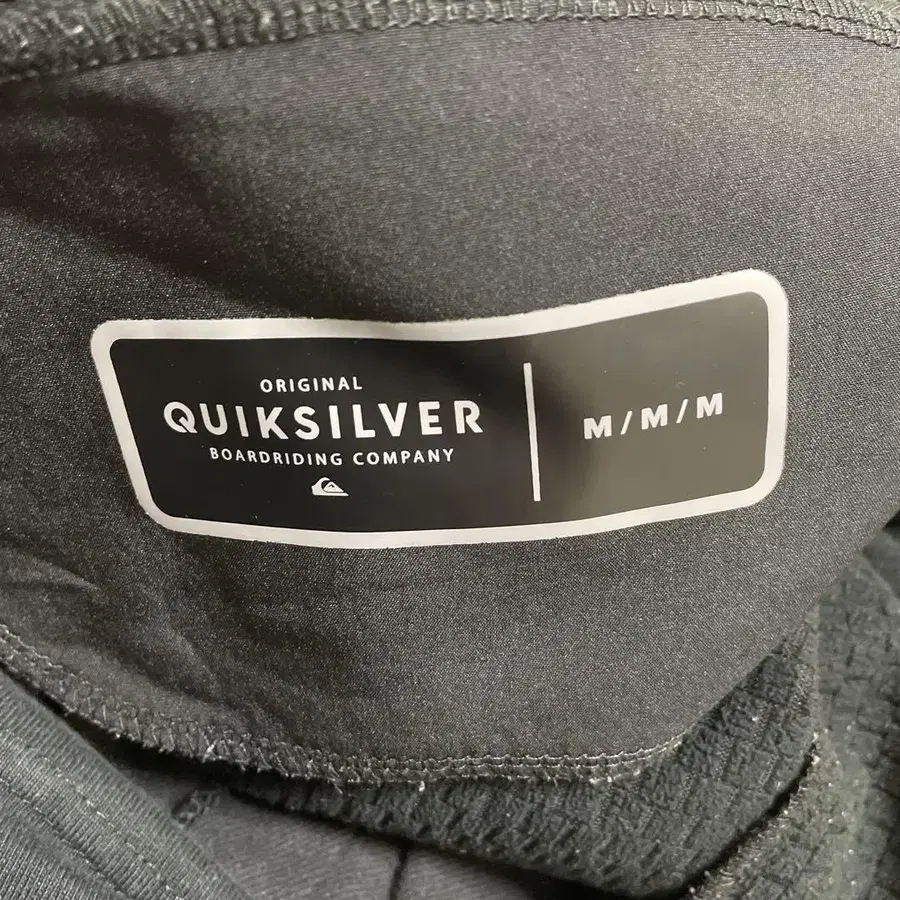 ORIGINAL
QUIKSILVER
BOARDRIDING COMPANY
M/M/M